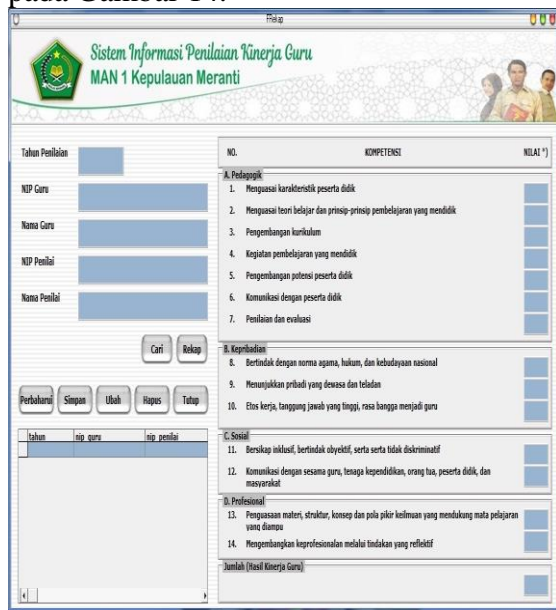 pada Gambar 14.
FRekap
Sistem Informasi Penilaian Kinerja Guru
MAN 1 Kepulauan Meranti
Tahun Penilaian
NIP Guru
Nama Guru
NIP Penilai
Nama Penilai
Cari Rekap
Perbaharui Simpan Ubah Hapus Tutup
tahun nip guru nip penilai
NO. KOMPETENSI NILAI *)
A. Pedagogik
1. Menguasai karakteristik peserta didik
2. Menguasai teori belajar dan prinsip-prinsip pembelajaran yang mendidik
3. Pengembangan kurikulum
4. Kegiatan pembelajaran yang mendidik
5. Pengembangan potensi peserta didik
6. Komunikasi dengan peserta didik
7. Penilaian dan evaluasi
B. Kepribadian
8. Bertindak dengan norma agama, hukum, dan kebudayaan nasional
9. Menunjukkan pribadi yang dewasa dan teladan
10. Etos kerja, tanggung jawab yang tinggi, rasa bangga menjadi guru
C. Sosial
11. Bersikap inklusif, bertindak obyektif, serta serta tidak diskriminatif
12. Komunikasi dengan sesama guru, tenaga kependidikan, orang tua, peserta didik, dan
masyarakat
D. Profesional
13. Penguasaan materi, struktur, konsep dan pola pikir keilmuan yang mendukung mata pelajaran
yang diampu
14. Mengembangkan keprofesionalan melalui tindakan yang reflektif
Jumlah (Hasil Kinerja Guru)